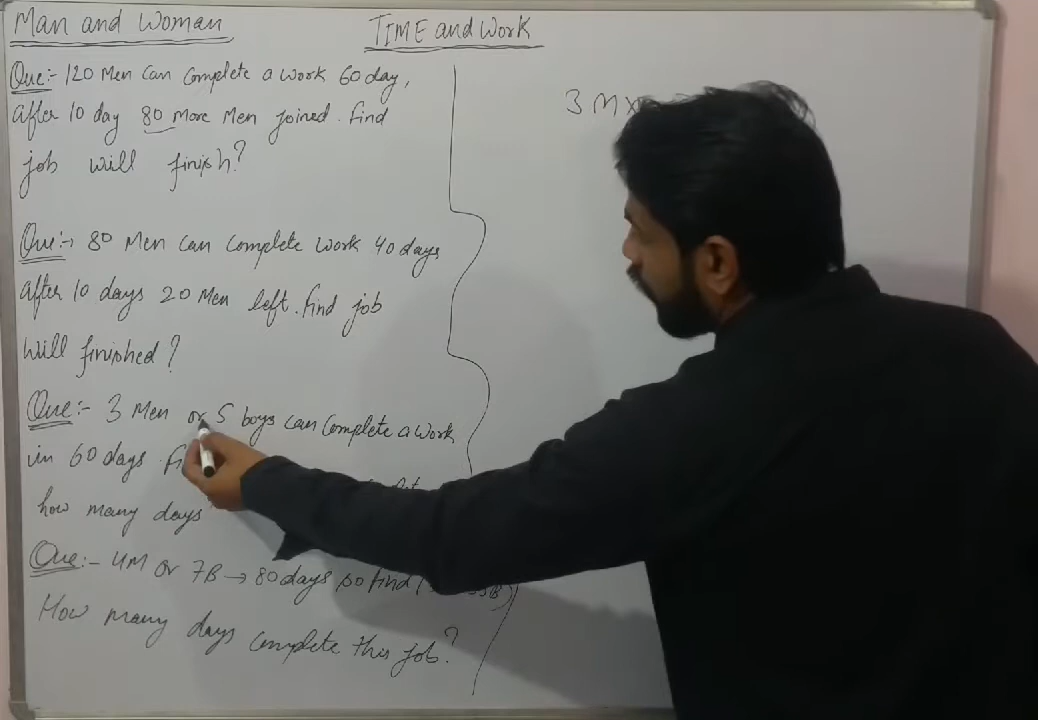 Man and Woman
TIME and Work
Que:- 120 Men Can Complete a work 60 day,
After 10 day 80 More Men joined. Find
job will finish?
Que:- 80 Men Can Complete Work 40 days
After 10 days 20 Men left. find job
will finished?
Que:- 3 Men or 5 boys can Complete a work
in 60 days.
how many days
Que:- 4M or 7B → 80 days so find
How many days complete this job?
3 M ×